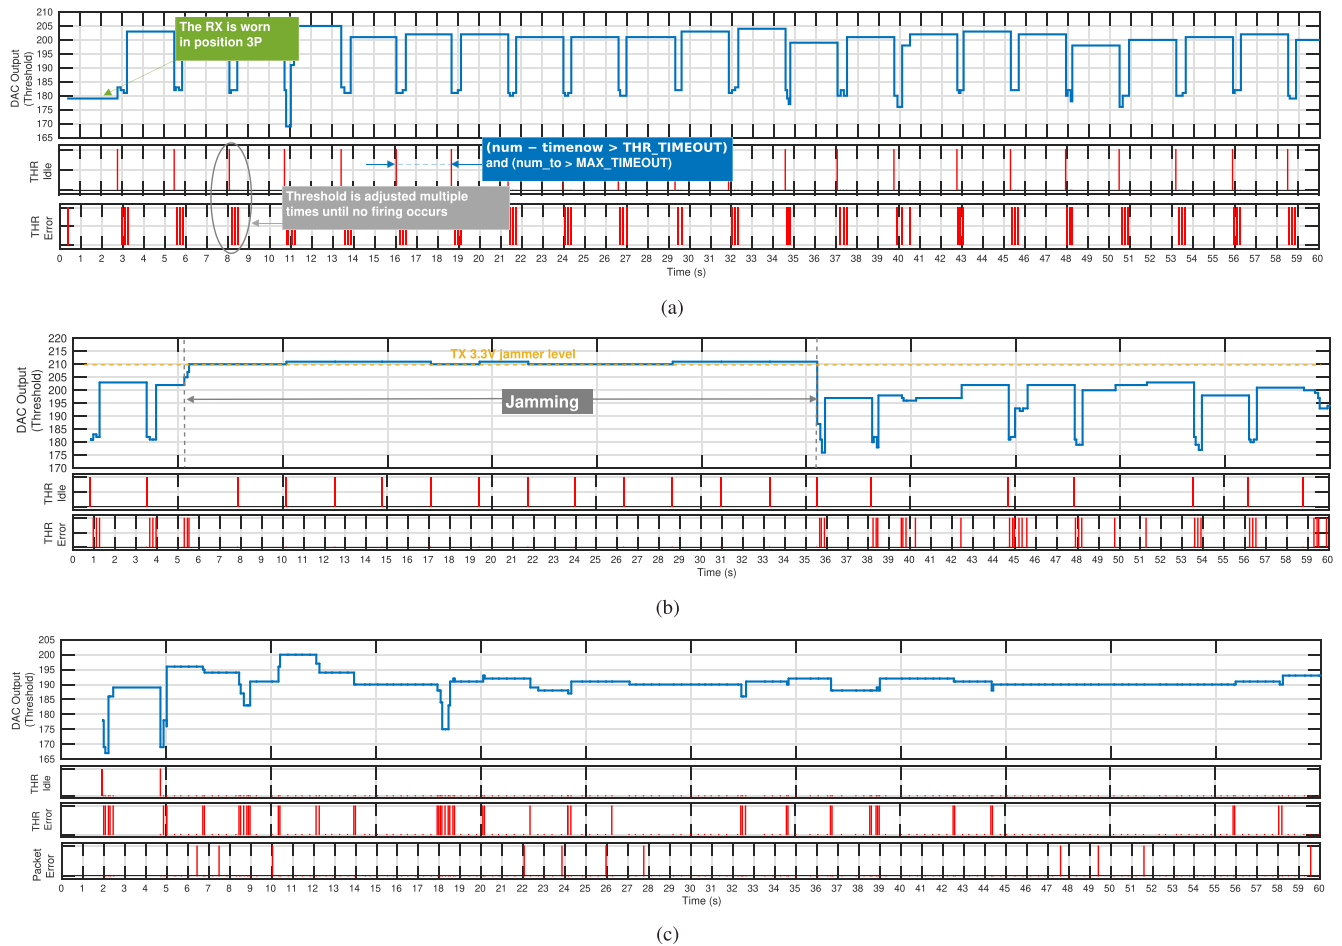 210
205
200
195
190
185
180
175
170
165
DAC Output
(Threshold)
The RX is worn
in position 3P
(num − timenow > THR_TIMEOUT)
and (num_to > MAX_TIMEOUT)
THR
Idle
Threshold is adjusted multiple
times until no firing occurs
THR
Error
0 1 2 3 4 5 6 7 8 9 10 11 12 13 14 15 16 17 18 19 20 21 22 23 24 25 26 27 28 29 30 31 32 33 34 35 36 37 38 39 40 41 42 43 44 45 46 47 48 49 50 51 52 53 54 55 56 57 58 59 60
Time (s)
(a)
220
215
210
205
200
195
190
185
180
175
170
DAC Output
(Threshold)
TX 3.3V jammer level
Jamming
THR
Idle
THR
Error
0 1 2 3 4 5 6 7 8 9 10 11 12 13 14 15 16 17 18 19 20 21 22 23 24 25 26 27 28 29 30 31 32 33 34 35 36 37 38 39 40 41 42 43 44 45 46 47 48 49 50 51 52 53 54 55 56 57 58 59 60
Time (s)
(b)
205
200
195
190
185
180
175
170
165
DAC Output
(Threshold)
THR
Idle
THR
Error
Packet
Error
0 1 2 3 4 5 6 7 8 9 10 11 12 13 14 15 16 17 18 19 20 21 22 23 24 25 26 27 28 29 30 31 32 33 34 35 36 37 38 39 40 41 42 43 44 45 46 47 48 49 50 51 52 53 54 55 56 57 58 59 60
Time (s)
(c)